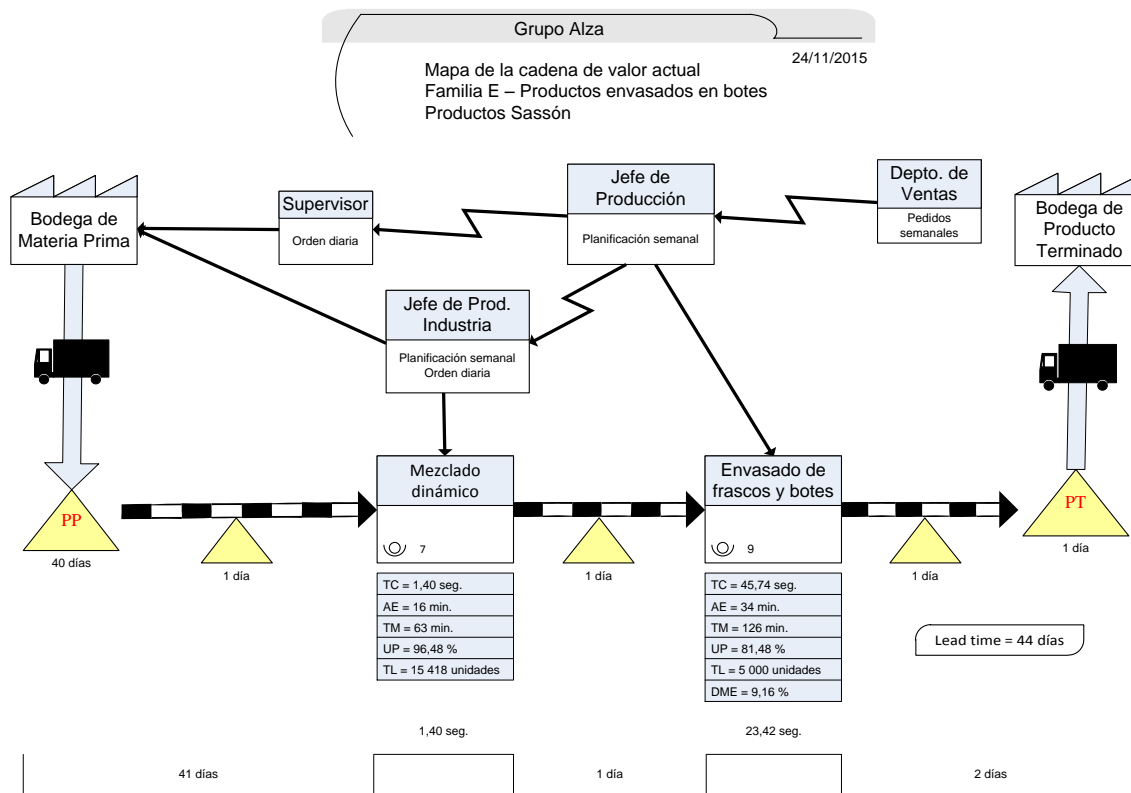 Grupo Alza
24/11/2015
Mapa de la cadena de valor actual
Familia E – Productos envasados en botes
Productos Sassón
Bodega de
Materia Prima
Supervisor
Orden diaria
Jefe de
Producción
Planificación semanal
Depto. de
Ventas
Pedidos
semanales
Bodega de
Producto
Terminado
Jefe de Prod.
Industria
Planificación semanal
Orden diaria
PP
40 días
1 día
Mezclado
dinámico
7
TC = 1,40 seg.
AE = 16 min.
TM = 63 min.
UP = 96,48 %
TL = 15 418 unidades
1 día
Envasado de
frascos y botes
9
TC = 45,74 seg.
AE = 34 min.
TM = 126 min.
UP = 81,48 %
TL = 5 000 unidades
DME = 9,16 %
1 día
PT
1 día
Lead time = 44 días
1,40 seg.
23,42 seg.
41 días
1 día
2 días